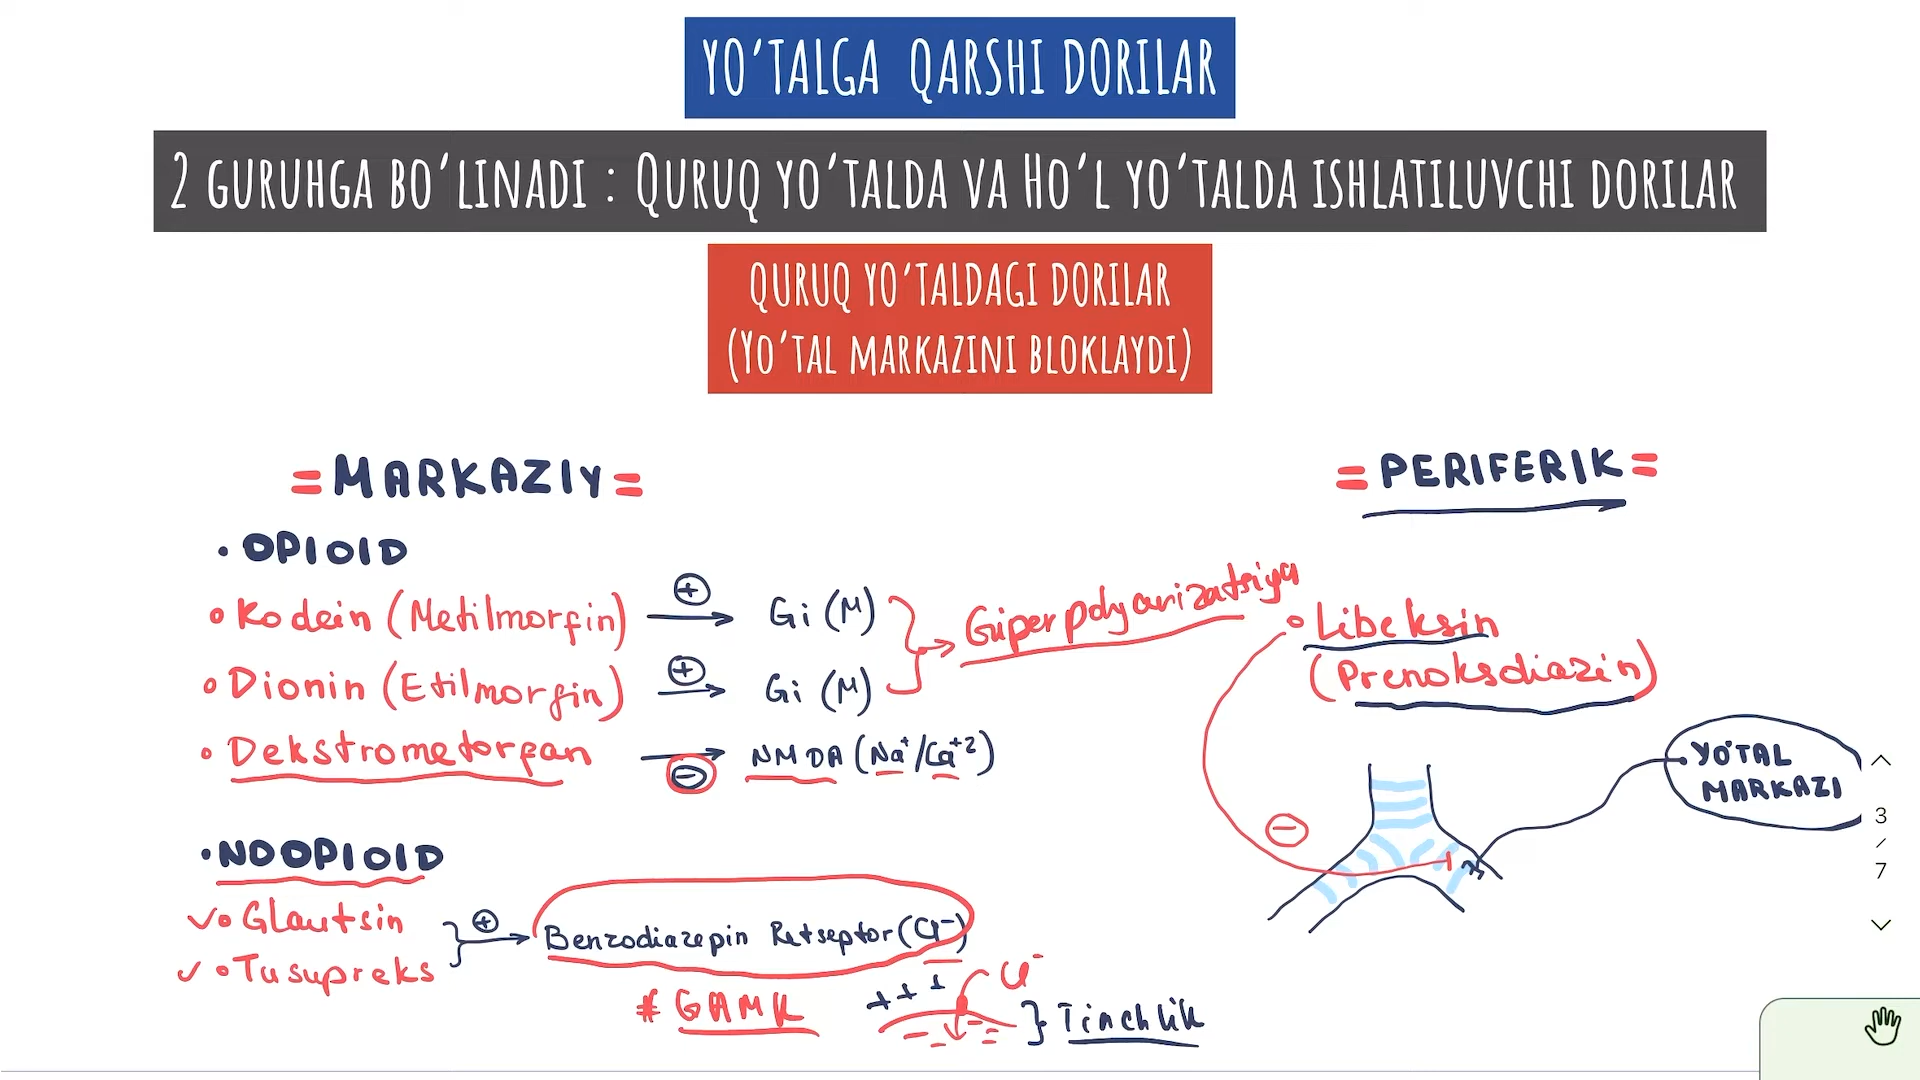 YO‘TALGA QARSHI DORILAR
2 GURUHGA BO‘LINADI : QURUQ YO‘TALDA VA HO‘L YO‘TALDA ISHLATILUVCHI DORILAR
QURUQ YO‘TALDAGI DORILAR
(YO‘TAL MARKAZINI BLOKLAYDI)
= MARKAZIY =
• OPIOID
Kodein (Metilmorfin) ⊕ → Gi (M)
Dionin (Etilmorfin) ⊕ → Gi (M)
Giperpolyarizatsiya
• Dekstrometorfan ⊖ → NMDA (Na⁺/Ca⁺²)
• NOOPIOID
Glautsin
Tusupreks
⊕ → Benzodiazepin Retseptor (Cl⁻)
* GAMK
+ + +
Cl⁻
} Tinchlik
= PERIFERIK =
Libeksin
(Prenoksdiazin)
⊖
YO'TAL
MARKAZI
3
/
7